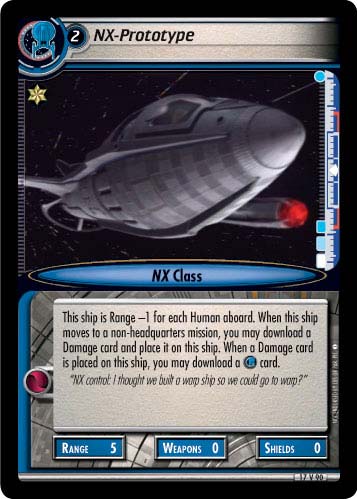 2 NX-Prototype
NX Class
This ship is Range –1 for each Human aboard. When this
ship moves to a non-headquarters mission, you may download a
Damage card and place it on this ship. When a Damage card
is placed on this ship, you may download a card.
"NX control: I thought we built a warp ship so we could go to warp?"
RANGE 5 WEAPONS 0 SHIELDS 0
17 V 90